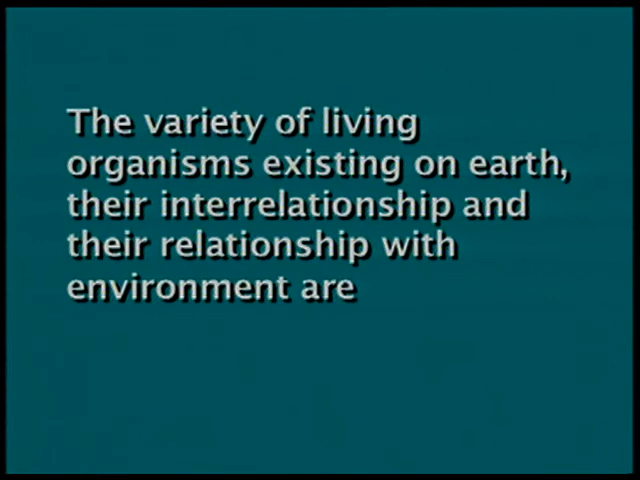 The variety of living
organisms existing on earth,
their interrelationship and
their relationship with
environment are